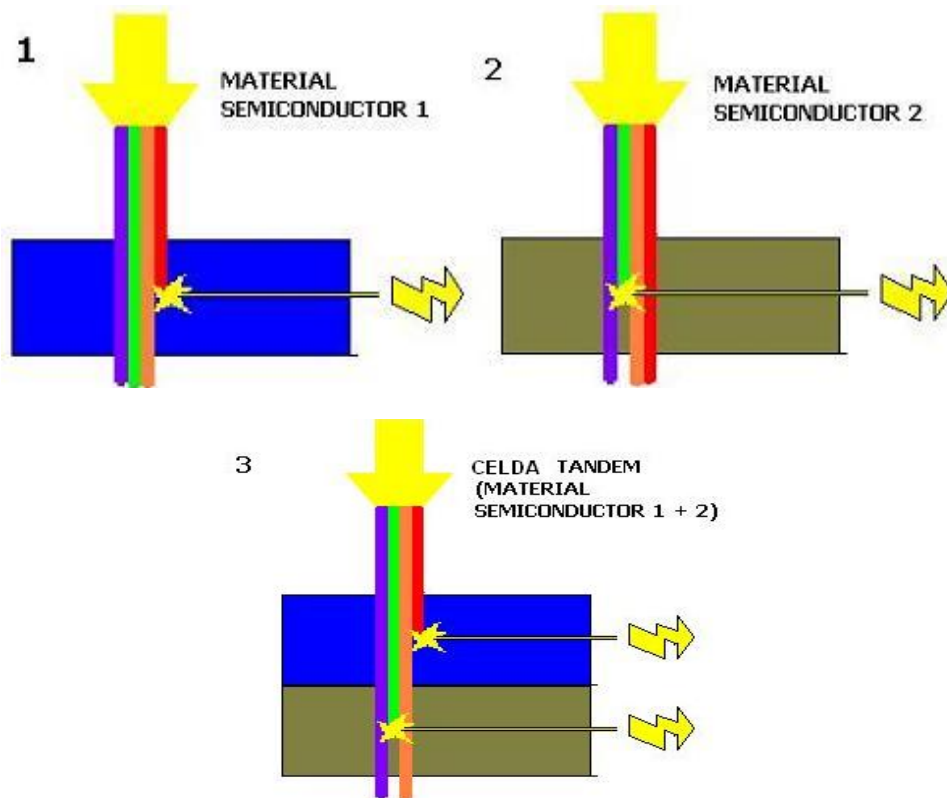 1
MATERIAL
SEMICONDUCTOR 1
2
MATERIAL
SEMICONDUCTOR 2
3
CELDA TANDEM
(MATERIAL
SEMICONDUCTOR 1 + 2)